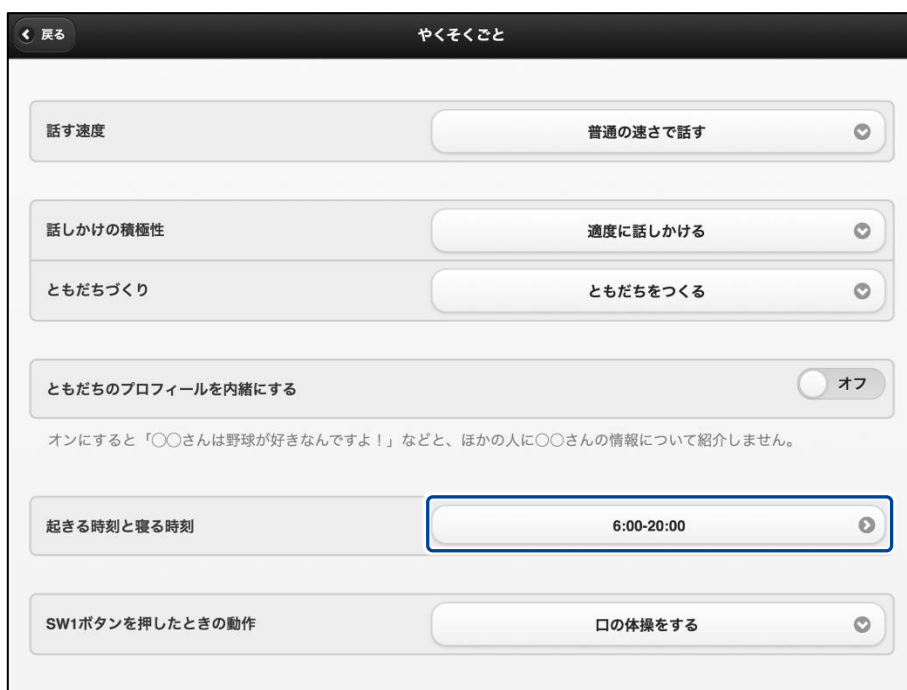 戻る
やくそくごと
話す速度
普通の速さで話す
話しかけの積極性
適度に話しかける
ともだちづくり
ともだちをつくる
ともだちのプロフィールを内緒にする
オフ
オンにすると「〇〇さんは野球が好きなんですよ！」などと、ほかの人に〇〇さんの情報について紹介しません。
起きる時刻と寝る時刻
6:00-20:00
SW1ボタンを押したときの動作
口の体操をする